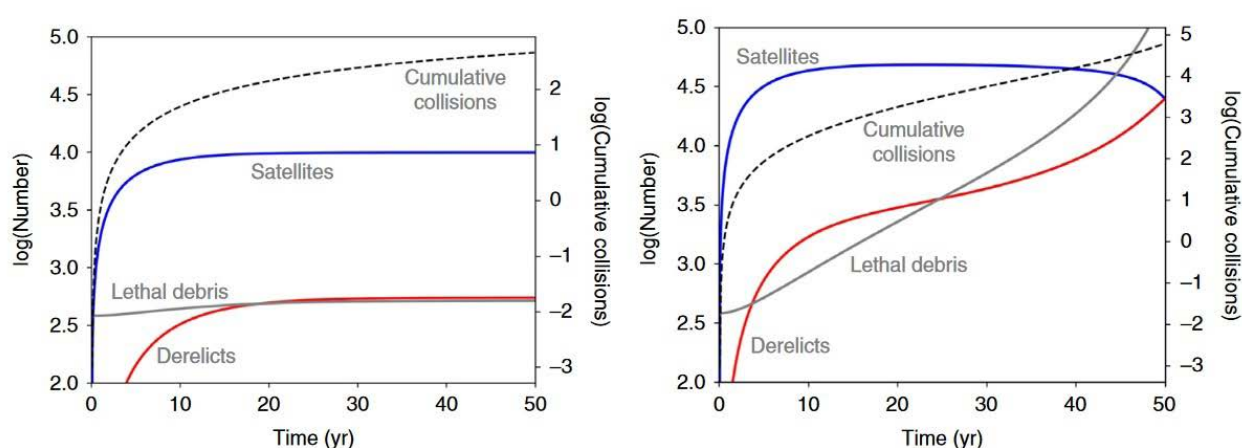 5.0
4.5
4.0
3.5
3.0
2.5
2.0
log(Number)
Cumulative
collisions
Satellites
Lethal debris
Derelicts
2
1
0
−1
−2
−3
log(Cumulative collisions)
0
10
20
30
40
50
Time (yr)
5.0
4.5
4.0
3.5
3.0
2.5
2.0
log(Number)
Satellites
Cumulative
collisions
Lethal debris
Derelicts
5
4
3
2
1
0
−1
−2
−3
log(Cumulative collisions)
0
10
20
30
40
50
Time (yr)